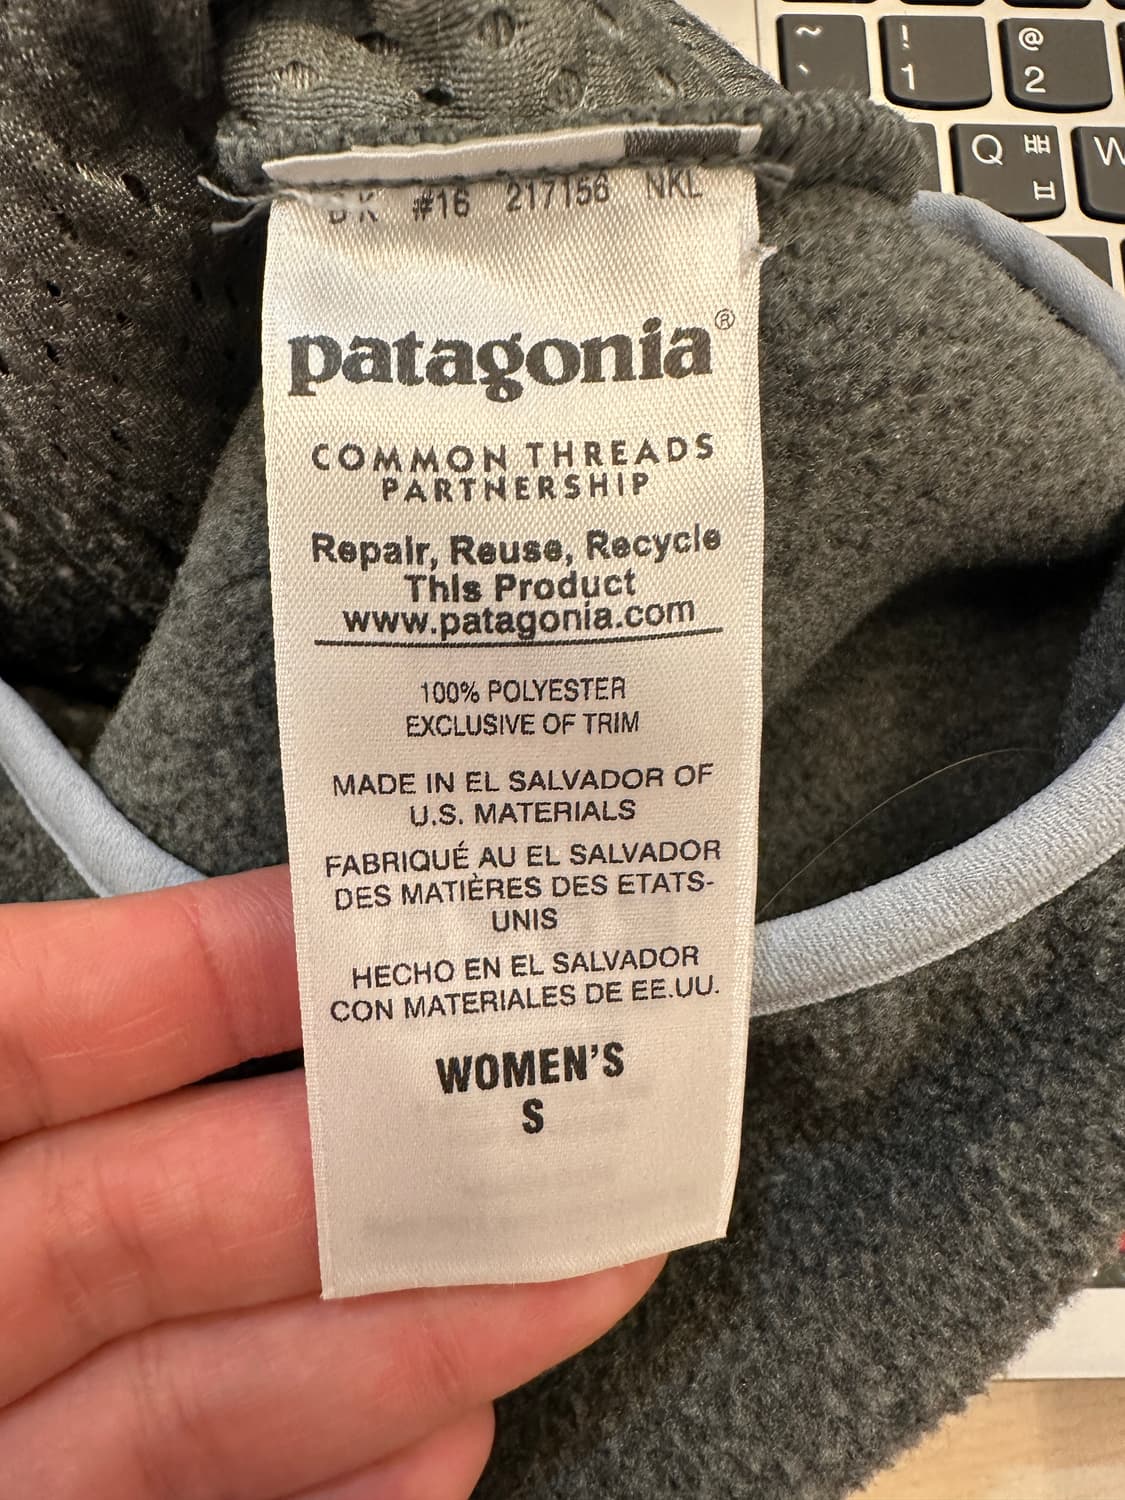 ~
`
!
1
@
2
Q ㅃ
ㅂ
W
#16 217156 NKL
patagonia®
COMMON THREADS
PARTNERSHIP
Repair, Reuse, Recycle
This Product
www.patagonia.com
100% POLYESTER
EXCLUSIVE OF TRIM
MADE IN EL SALVADOR OF
U.S. MATERIALS
FABRIQUÉ AU EL SALVADOR
DES MATIÈRES DES ETATS-
UNIS
HECHO EN EL SALVADOR
CON MATERIALES DE EE.UU.
WOMEN'S
S